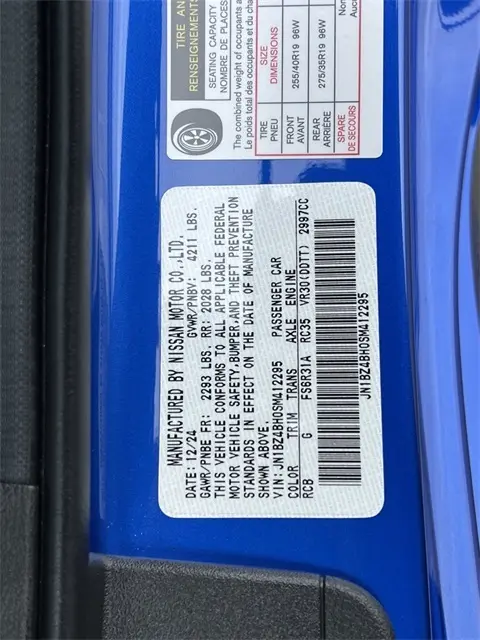 TIRE AN
RENSEIGNEMENTS
SEATING CAPACITY
NOMBRE DE PLACES
The combined weight of occupants a
Le poids total des occupants et du cha
TIRE SIZE
PNEU DIMENSIONS
FRONT 255/40R19 96W
AVANT
REAR 275/35R19 96W
ARRIÈRE
SPARE Non
DE SECOURS Auc
MANUFACTURED BY NISSAN MOTOR CO.,LTD.
DATE: 12/24 GVWR/PNBV: 4211 LBS.
GAWR/PNBE FR: 2293 LBS. RR: 2028 LBS.
THIS VEHICLE CONFORMS TO ALL APPLICABLE FEDERAL
MOTOR VEHICLE SAFETY,BUMPER,AND THEFT PREVENTION
STANDARDS IN EFFECT ON THE DATE OF MANUFACTURE
SHOWN ABOVE.
VIN: JN1BZ4BH0SM412295 PASSENGER CAR
COLOR TRIM TRANS AXLE ENGINE
RCB G FS6R31A RC35 VR30(DDTT) 2997CC
JN1BZ4BH0SM412295